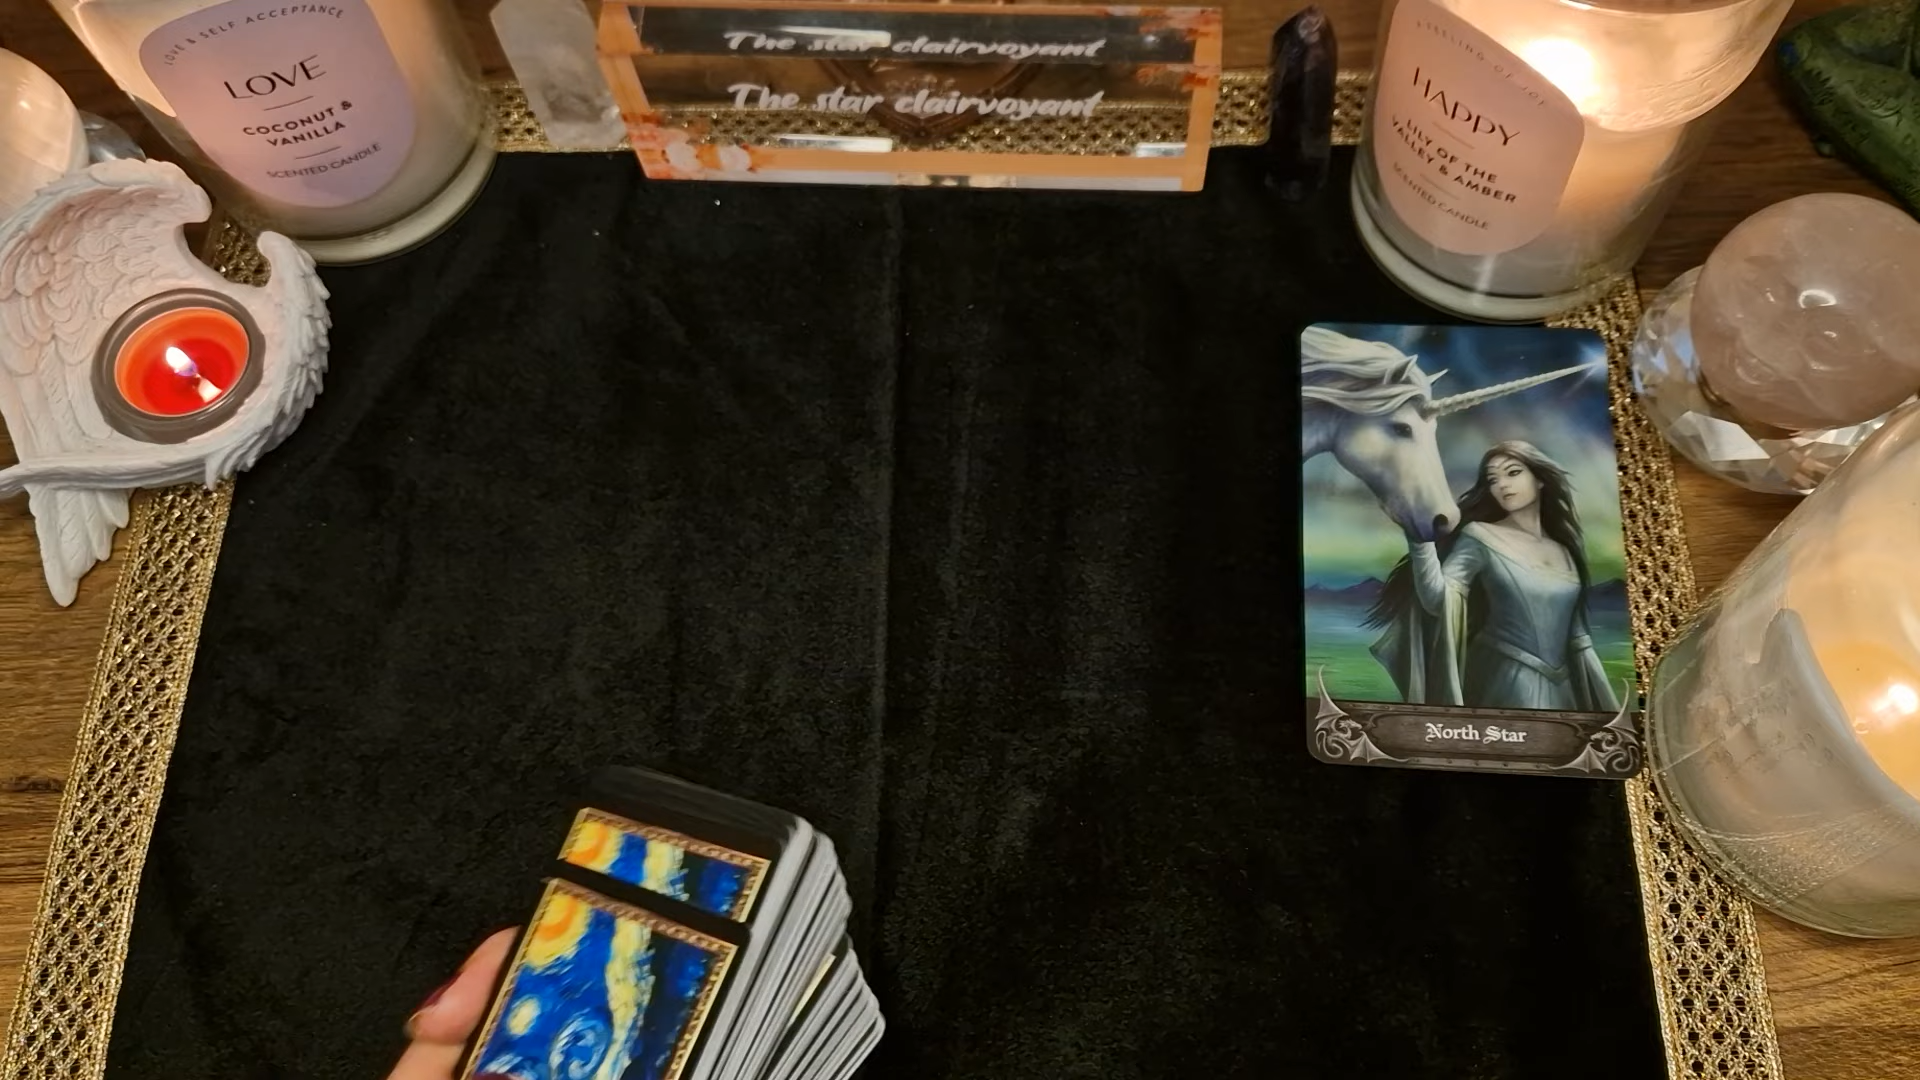 LOVE & SELF ACCEPTANCE
LOVE
COCONUT &
VANILLA
SCENTED CANDLE
The star clairvoyant
The star clairvoyant
A FEELING OF JOY
HAPPY
LILY OF THE
VALLEY & AMBER
SCENTED CANDLE
North Star